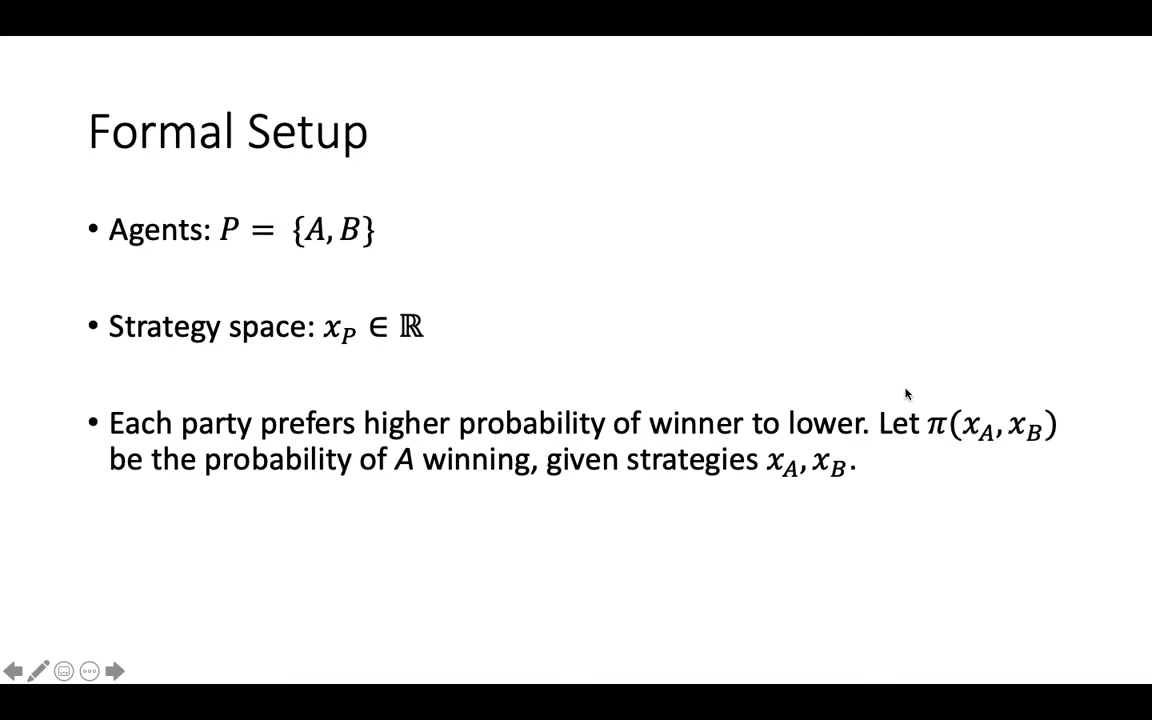 Formal Setup
• Agents: P = {A, B}
• Strategy space: x_P ∈ ℝ
• Each party prefers higher probability of winner to lower. Let π(x_A, x_B)
be the probability of A winning, given strategies x_A, x_B.